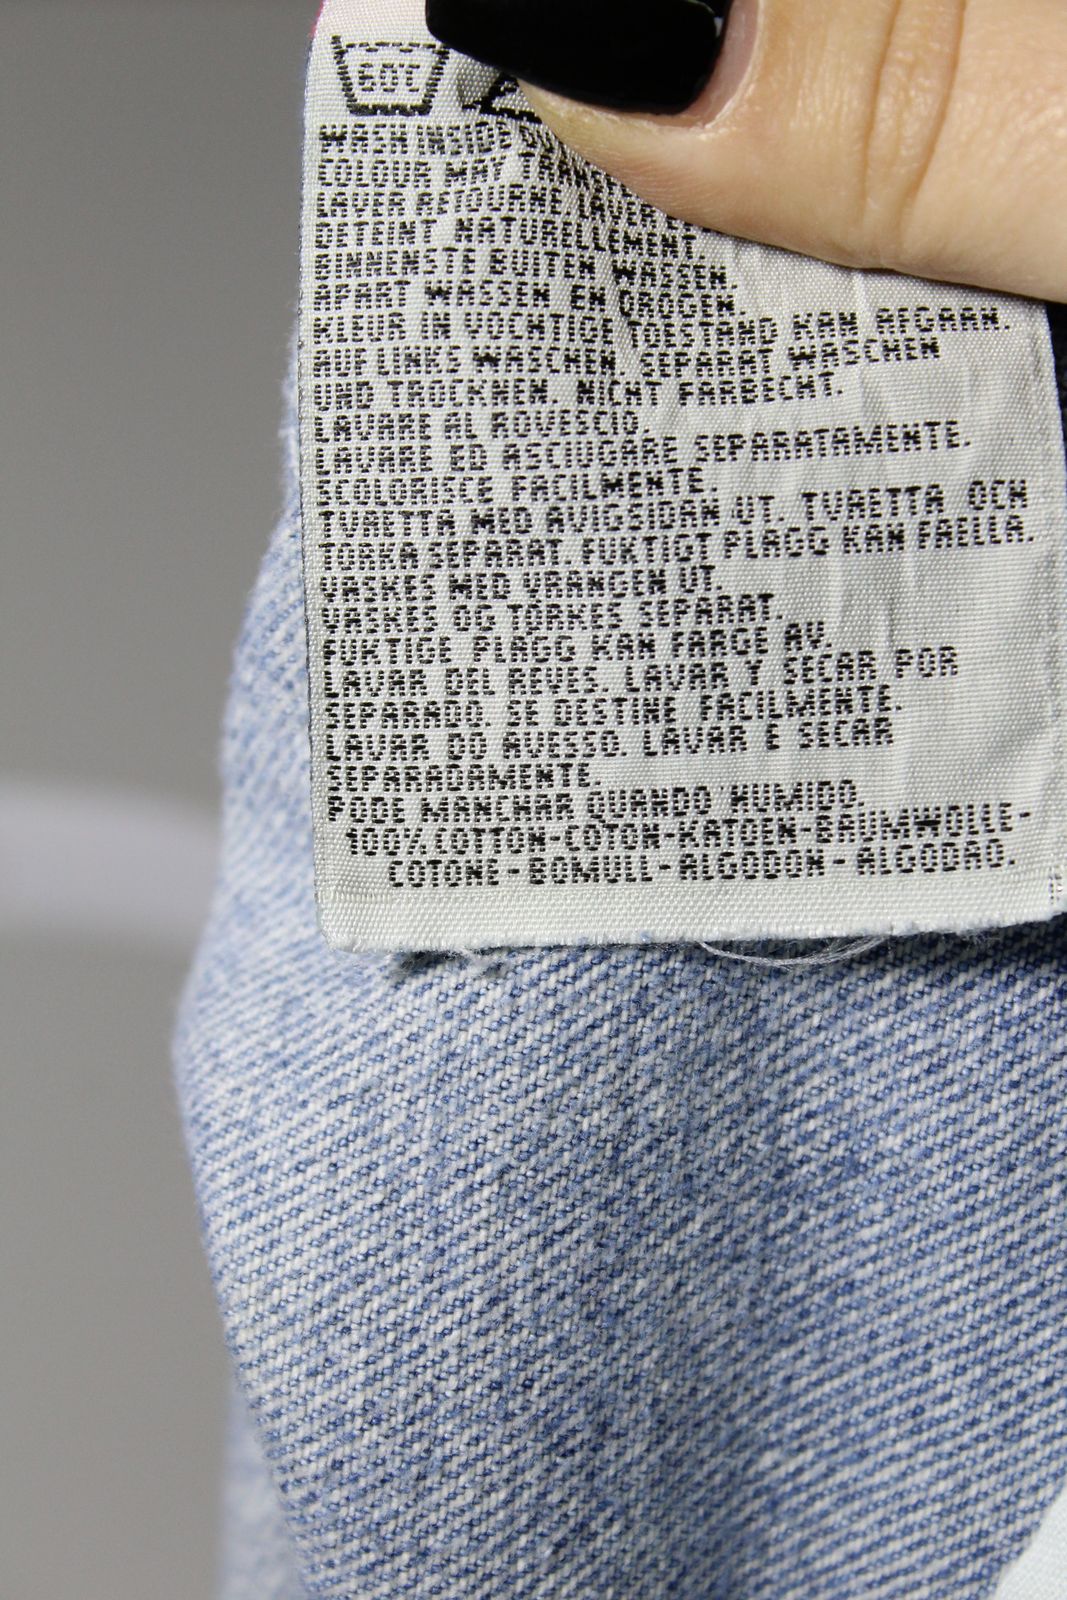 60°C
WASH INSIDE
COLOUR MAY
LAVER RETOURNE LAVER
DETEINT NATURELLEMENT.
BINNENSTE BUITEN WASSEN.
APART WASSEN EN DROGEN
KLEUR IN VOCHTIGE TOESTAND KAN AFGAAN.
AUF LINKS WASCHEN. SEPARAT WASCHEN
UND TROCKNEN. NICHT FARBECHT.
LAVARE AL ROVESCIO.
LAVARE ED ASCIUGARE SEPARATAMENTE.
SCOLORISCE FACILMENTE.
TVRETTA MED AVIGSIDAN UT. TVRETTA OCH
TORKA SEPARAT. FUKTIGT PLAGG KAN FRELLA.
VASKES MED VRANGEN UT.
VASKES OG TORKES SEPARAT.
FUKTIGE PLAGG KAN FARGE AV.
LAVAR DEL REVES. LAVAR Y SECAR POR
SEPARADO. SE DESTINE FACILMENTE.
LAVAR DO AVESSO. LAVAR E SECAR
SEPARADAMENTE.
PODE MANCHAR QUANDO HUMIDO.
100% COTTON-COTON-KATOEN-BAUMWOLLE-
COTONE-BOMULL-ALGODON-ALGODAO.